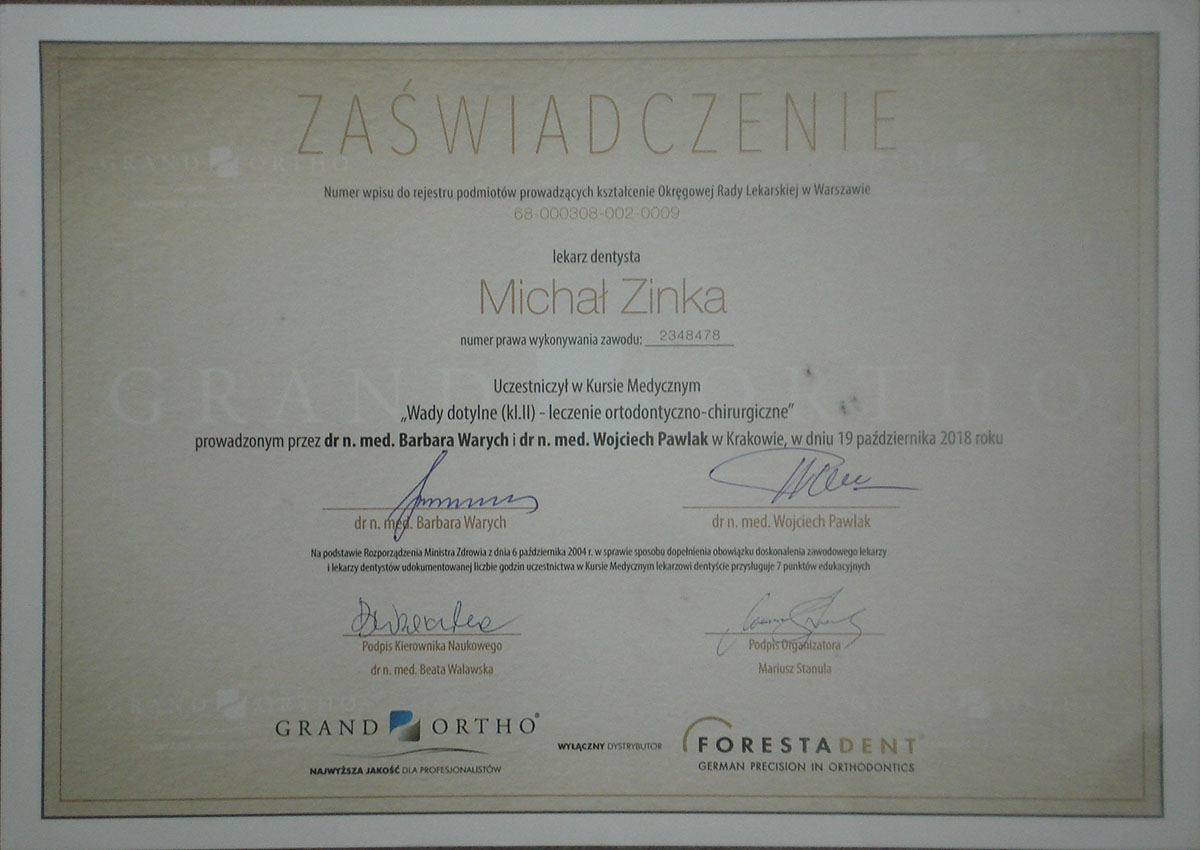 ZAŚWIADCZENIE
Numer wpisu do rejestru podmiotów prowadzących kształcenie Okręgowej Rady Lekarskiej w Warszawie
68-000308-002-0009
lekarz dentysta
Michał Zinka
numer prawa wykonywania zawodu: 2348478
GRAND ORTHO
Uczestniczył w Kursie Medycznym
„Wady dotylne (kl.II) - leczenie ortodontyczno-chirurgiczne”
prowadzonym przez dr n. med. Barbara Warych i dr n. med. Wojciech Pawlak w Krakowie, w dniu 19 października 2018 roku
dr n. med. Barbara Warych
dr n. med. Wojciech Pawlak
Na podstawie Rozporządzenia Ministra Zdrowia z dnia 6 października 2004 r. w sprawie sposobu dopełnienia obowiązku doskonalenia zawodowego lekarzy
i lekarzy dentystów udokumentowanej liczbie godzin uczestnictwa w Kursie Medycznym lekarzowi dentyście przysługuje 7 punktów edukacyjnych
Podpis Kierownika Naukowego
dr n. med. Beata Walawska
Podpis Organizatora
Mariusz Stanula
GRAND ORTHO®
NAJWYŻSZA JAKOŚĆ DLA PROFESJONALISTÓW
WYŁĄCZNY DYSTRYBUTOR
FORESTADENT®
GERMAN PRECISION IN ORTHODONTICS